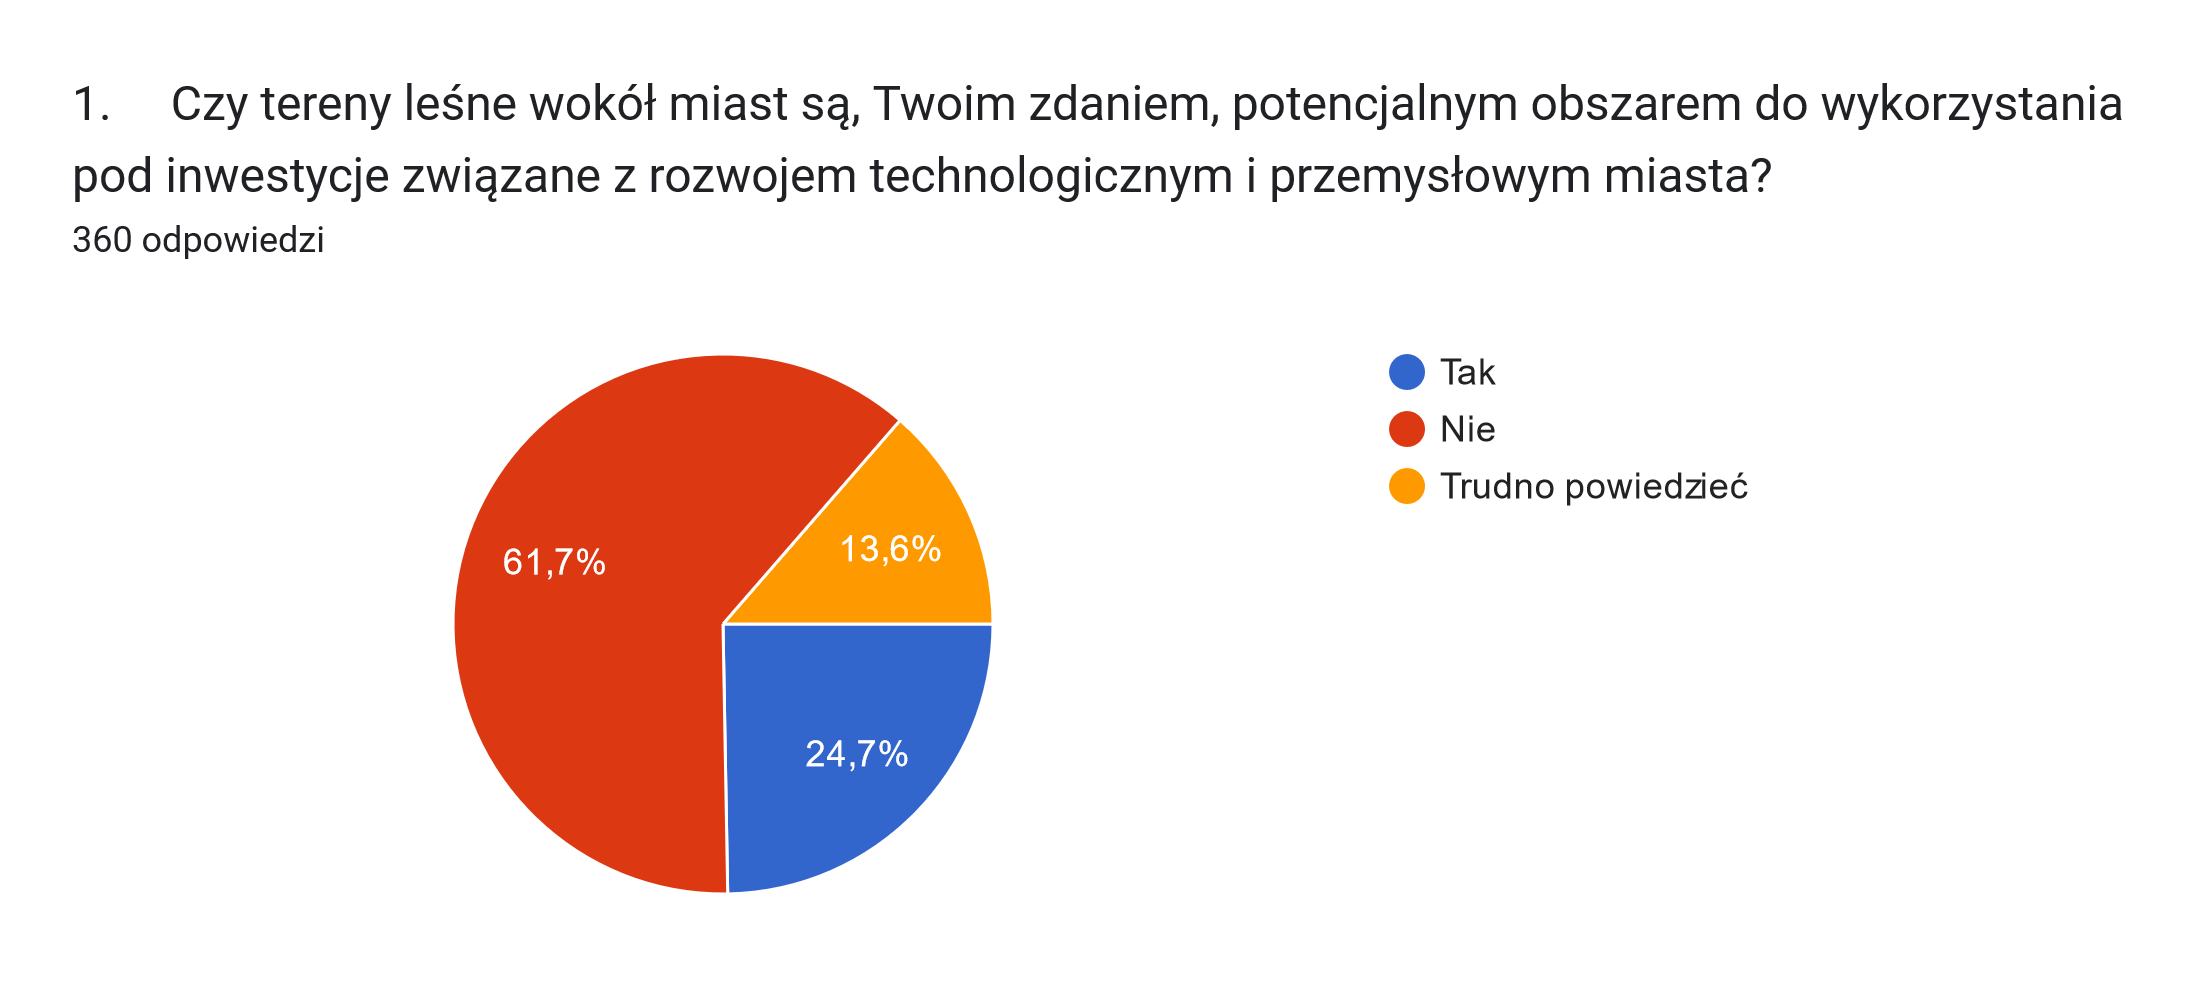 1. Czy tereny leśne wokół miast są, Twoim zdaniem, potencjalnym obszarem do wykorzystania
pod inwestycje związane z rozwojem technologicznym i przemysłowym miasta?
360 odpowiedzi
Tak
Nie
Trudno powiedzieć
13,6%
61,7%
24,7%